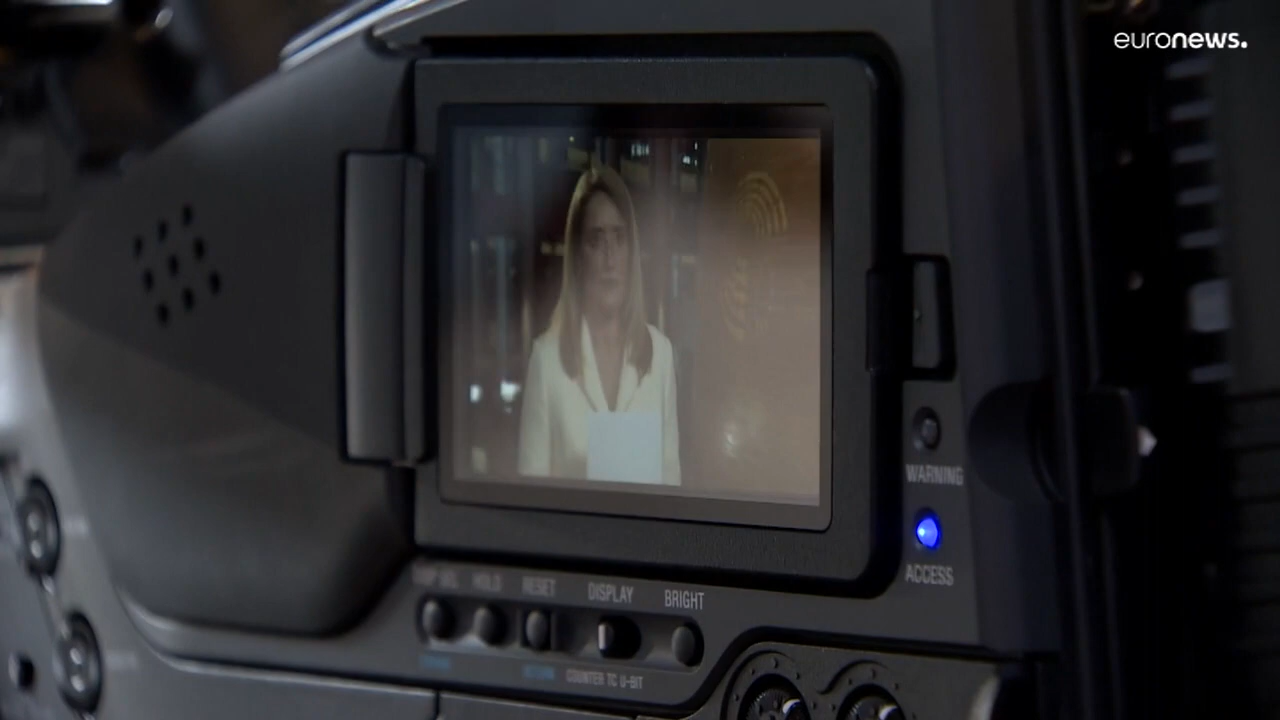 euronews.
WARNING
ACCESS
HOLD
RESET
DISPLAY
BRIGHT
COUNTER TC U-BIT